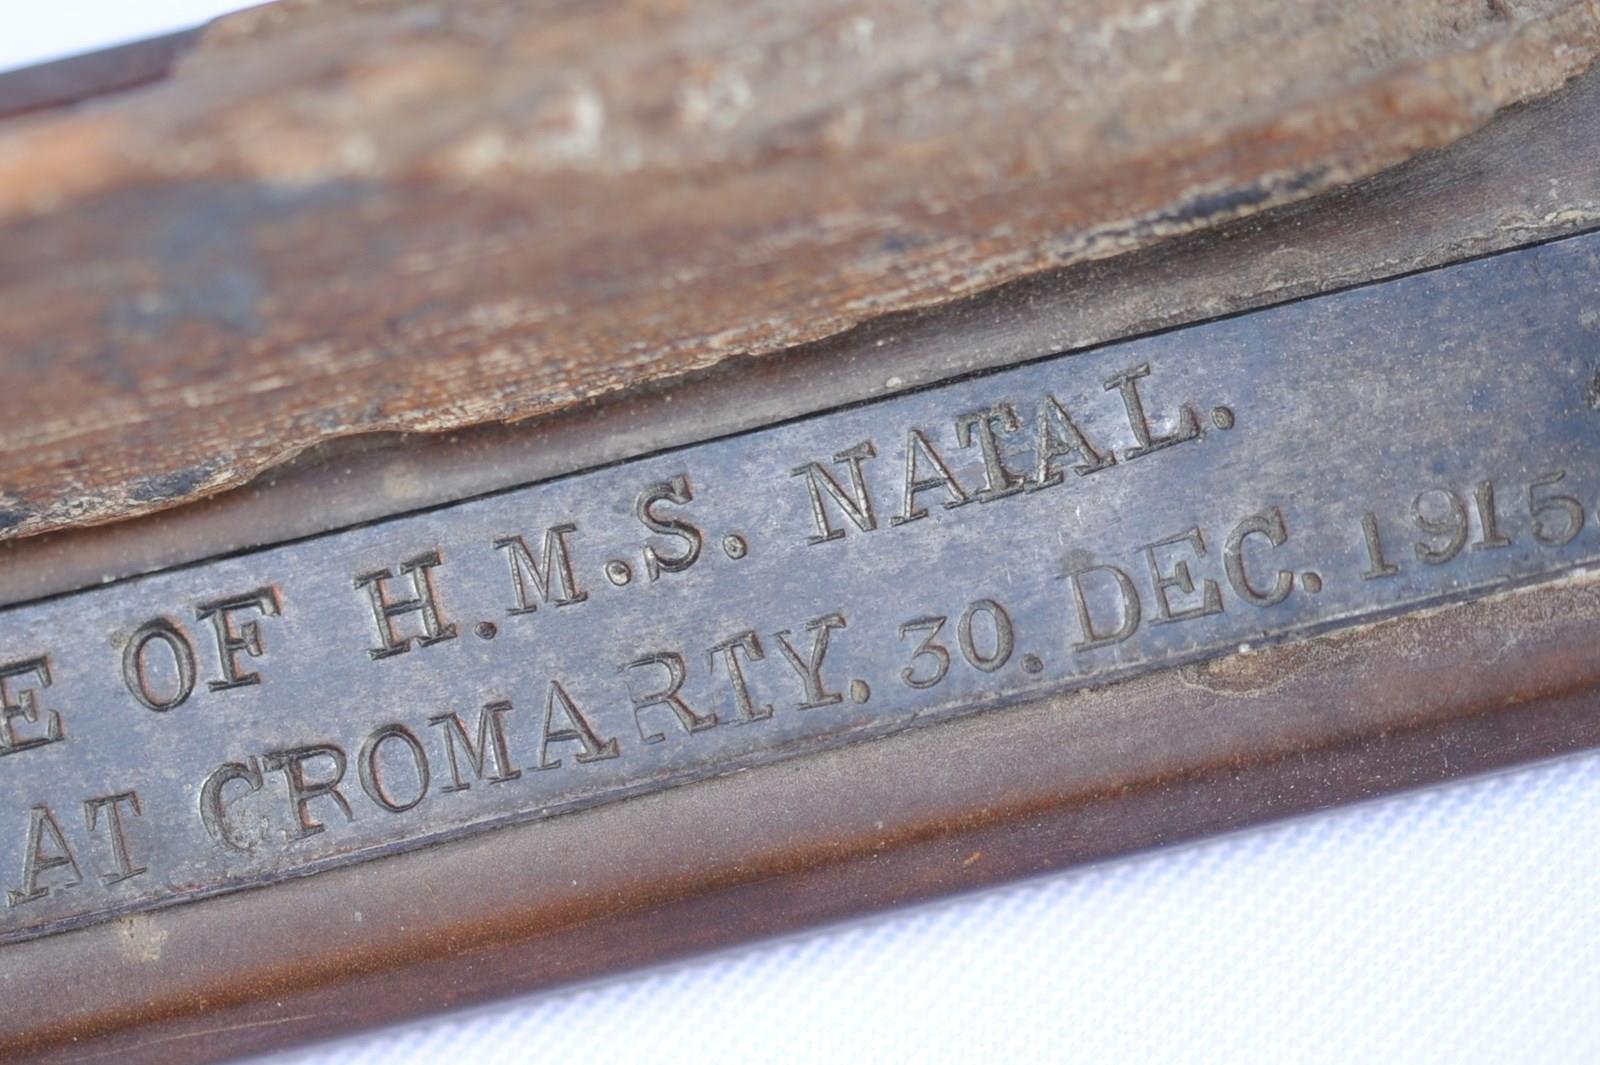 E OF H.M.S. NATAL.
AT CROMARTY. 30. DEC. 1915.